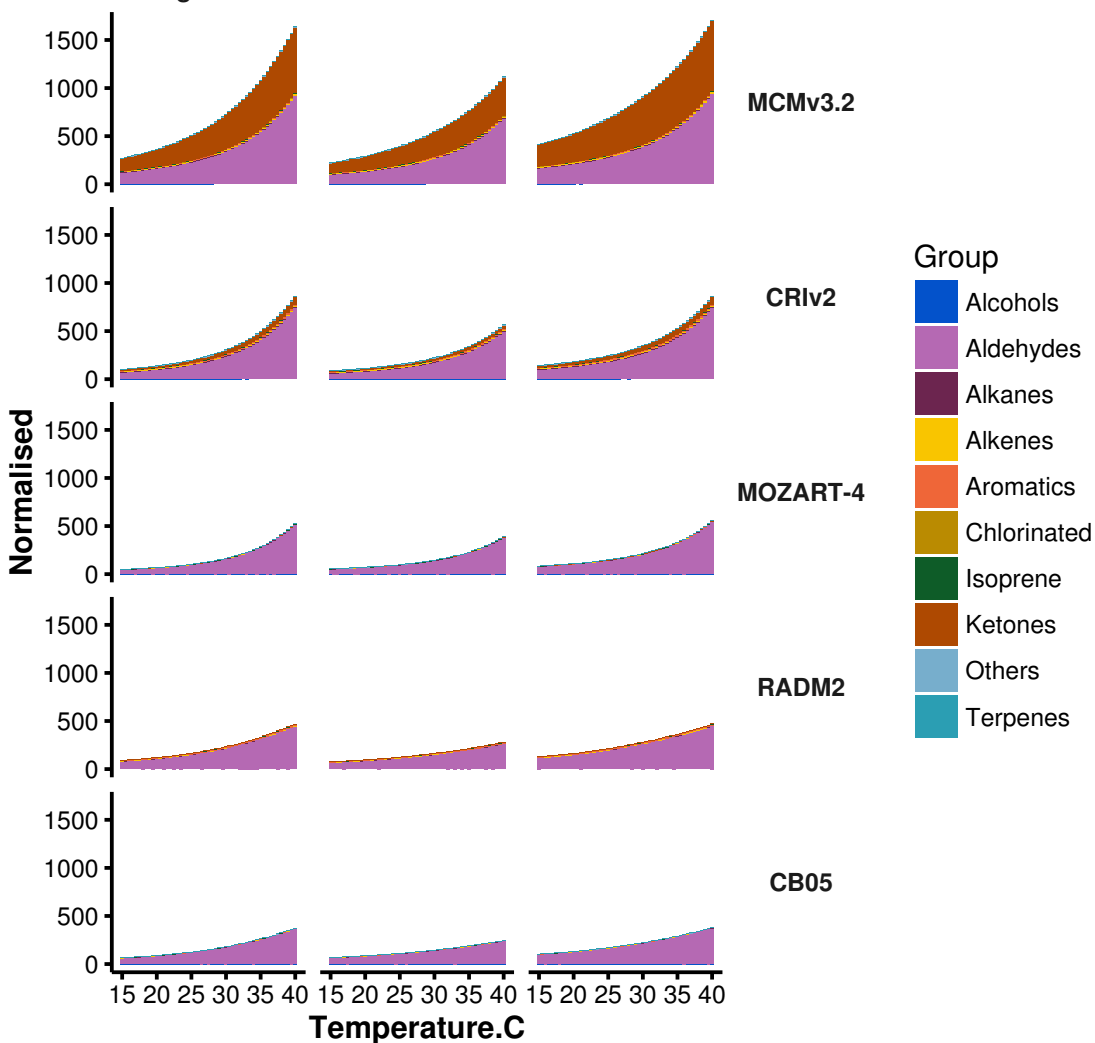 1500
1000
500
0
MCMv3.2
1500
1000
500
0
CRIv2
1500
1000
500
0
MOZART-4
1500
1000
500
0
RADM2
1500
1000
500
0
CB05
15 20 25 30 35 40 15 20 25 30 35 40 15 20 25 30 35 40
Temperature.C
Normalised
Group
Alcohols
Aldehydes
Alkanes
Alkenes
Aromatics
Chlorinated
Isoprene
Ketones
Others
Terpenes